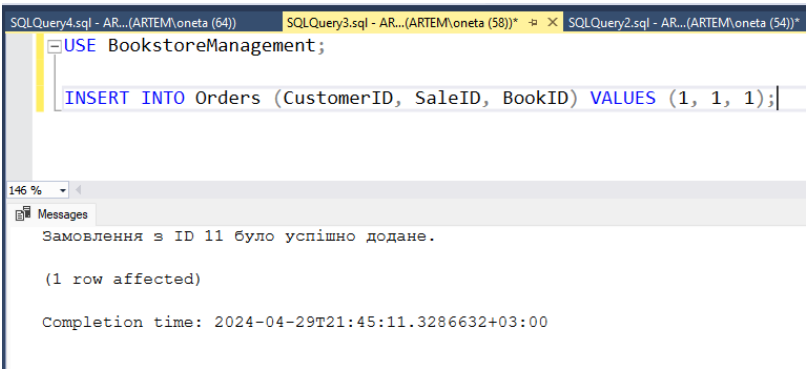 SQLQuery4.sql - AR...(ARTEM\oneta (64)) SQLQuery3.sql - AR...(ARTEM\oneta (58))* SQLQuery2.sql - AR...(ARTEM\oneta (54))*
USE BookstoreManagement;
INSERT INTO Orders (CustomerID, SaleID, BookID) VALUES (1, 1, 1);
146 %
Messages
Замовлення з ID 11 було успішно додане.
(1 row affected)
Completion time: 2024-04-29T21:45:11.3286632+03:00